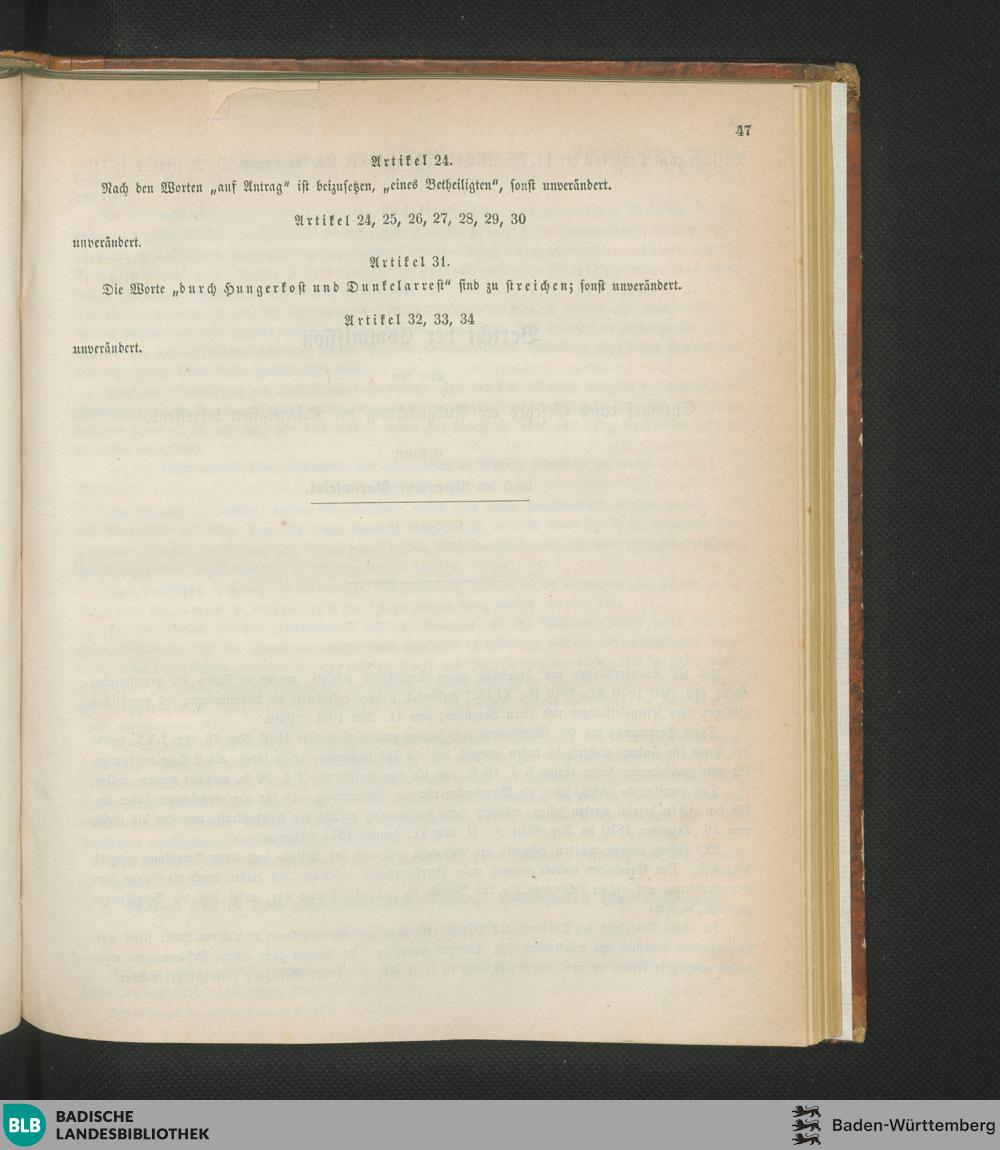 47
Artikel 24.
Nach den Worten „auf Antrag“ ist beizusetzen, „eines Betheiligten“, sonst unverändert.
Artikel 24, 25, 26, 27, 28, 29, 30
unverändert.
Artikel 31.
Die Worte „durch Hungerkost und Dunkelarrest“ sind zu streichen; sonst unverändert.
Artikel 32, 33, 34
unverändert.
BLB BADISCHE
LANDESBIBLIOTHEK
Baden-Württemberg